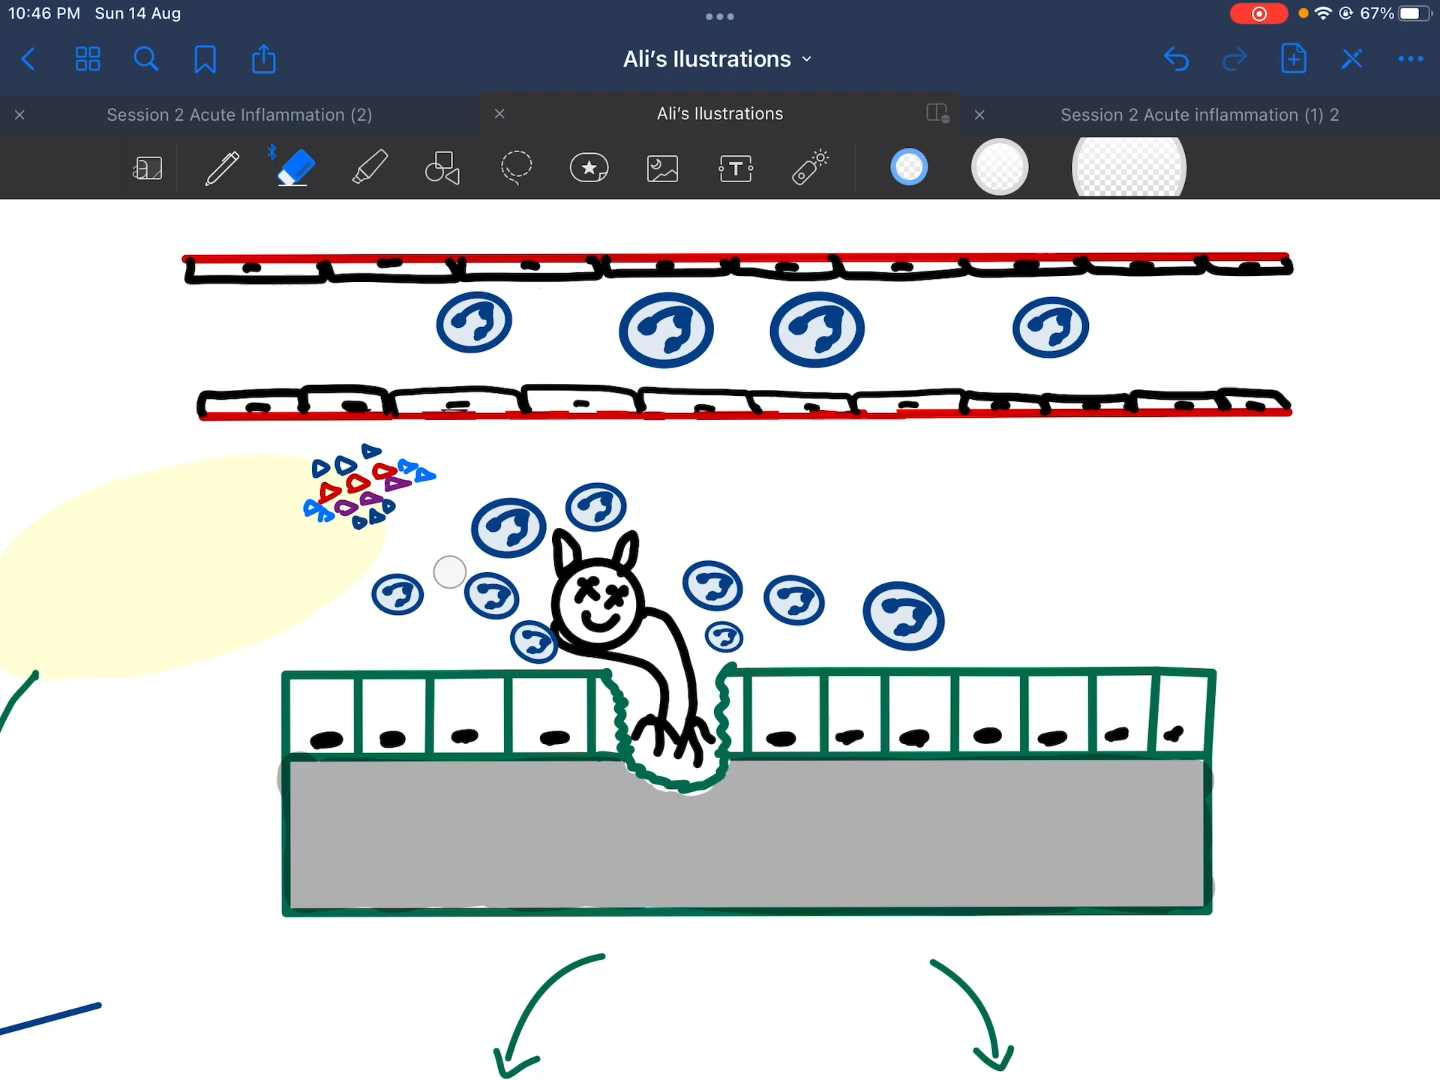 10:46 PM Sun 14 Aug
67%
Ali's Ilustrations
Session 2 Acute Inflammation (2)
Ali's Ilustrations
Session 2 Acute inflammation (1) 2
T